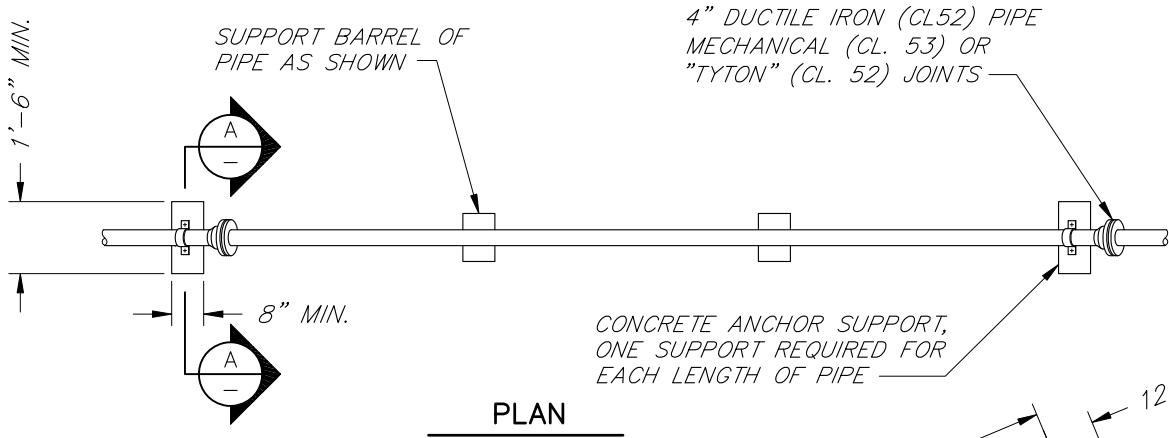 1'-6" MIN.
SUPPORT BARREL OF
PIPE AS SHOWN
4" DUCTILE IRON (CL52) PIPE
MECHANICAL (CL. 53) OR
"TYTON" (CL. 52) JOINTS
A
–
8" MIN.
A
–
CONCRETE ANCHOR SUPPORT,
ONE SUPPORT REQUIRED FOR
EACH LENGTH OF PIPE
PLAN
12